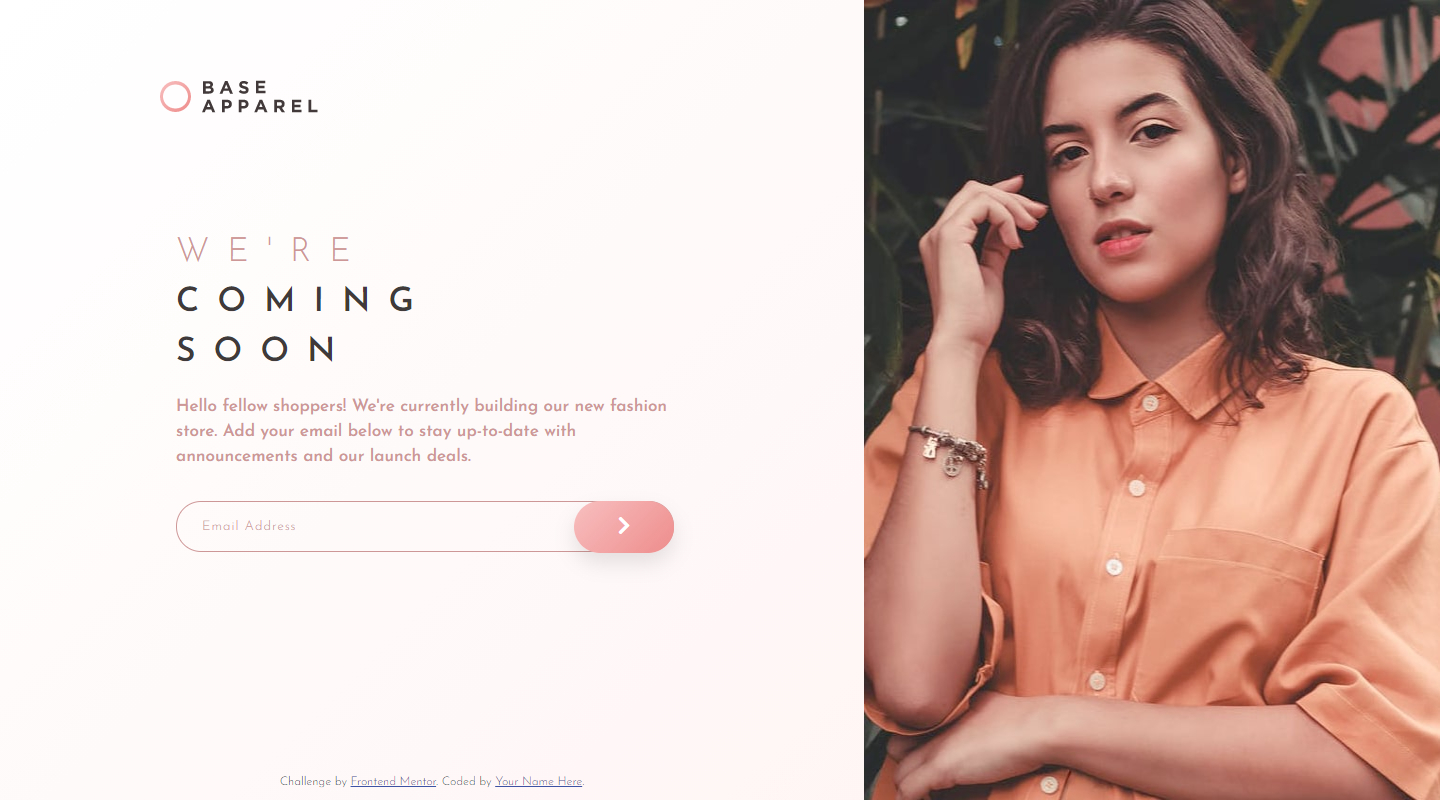 BASE
APPAREL
WE'RE
COMING
SOON
Hello fellow shoppers! We're currently building our new fashion
store. Add your email below to stay up-to-date with
announcements and our launch deals.
Email Address
Challenge by Frontend Mentor. Coded by Your Name Here.